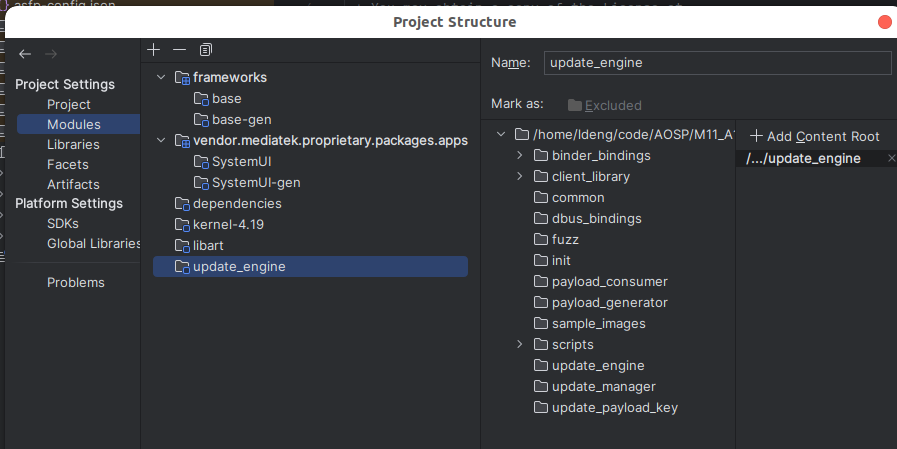 asfp-config.json
You may obtain a copy of the License at
Project Structure
Project Settings
Project
Modules
Libraries
Facets
Artifacts
Platform Settings
SDKs
Global Libraries
Problems
frameworks
base
base-gen
vendor.mediatek.proprietary.packages.apps
SystemUI
SystemUI-gen
dependencies
kernel-4.19
libart
update_engine
Name: update_engine
Mark as: Excluded
/home/ldeng/code/AOSP/M11_A
binder_bindings
client_library
common
dbus_bindings
fuzz
init
payload_consumer
payload_generator
sample_images
scripts
update_engine
update_manager
update_payload_key
+ Add Content Root
/.../update_engine